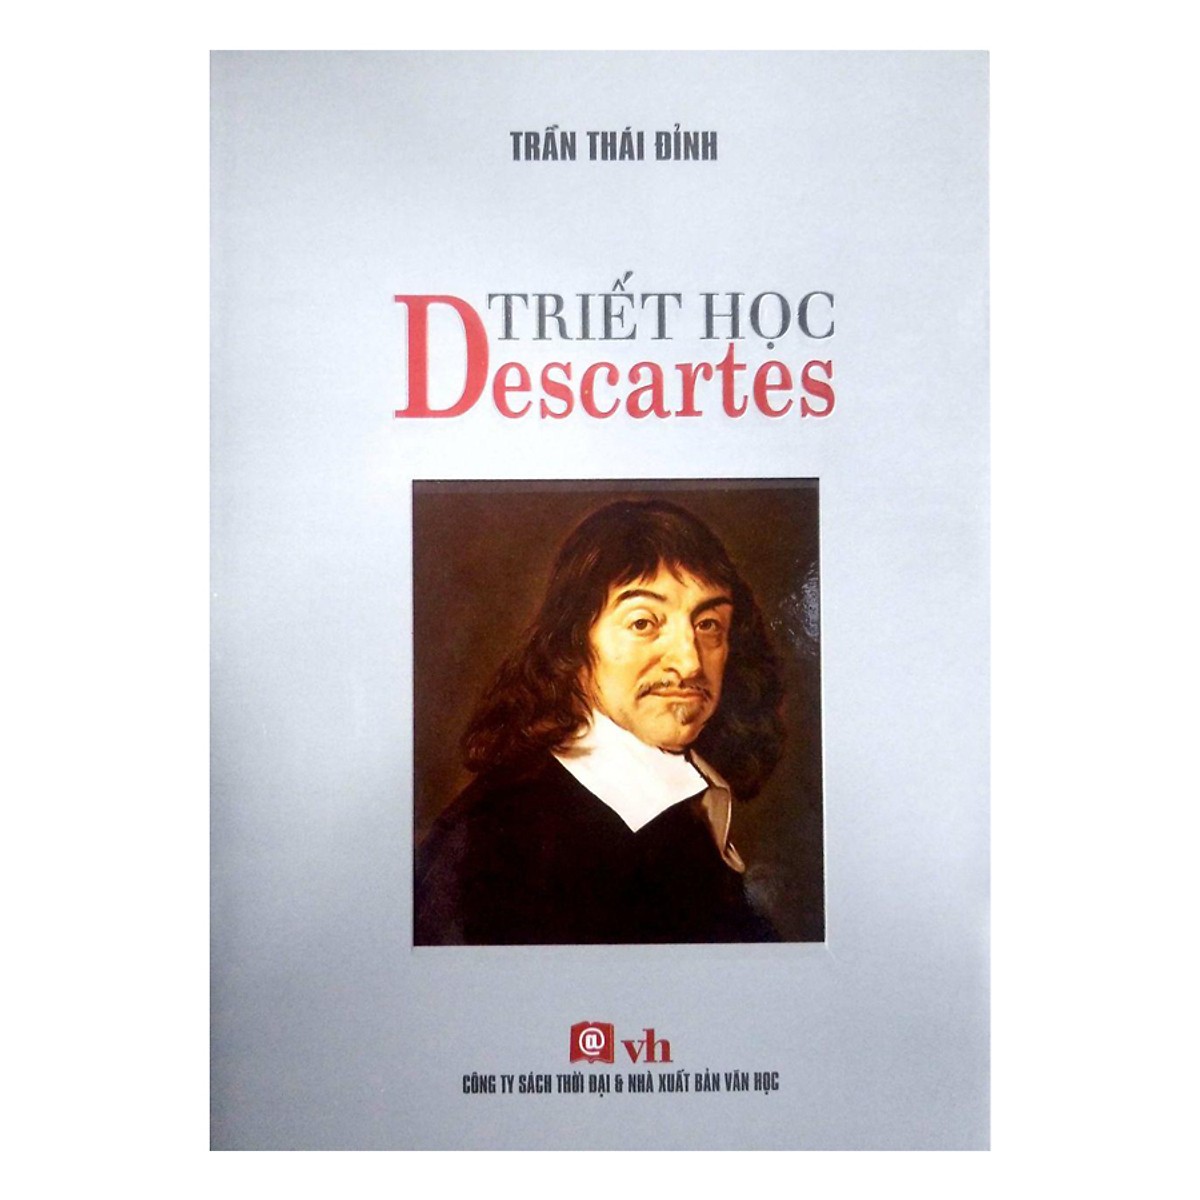 TRẦN THÁI ĐỈNH
TRIẾT HỌC
Descartes
@ vh
CÔNG TY SÁCH THỜI ĐẠI & NHÀ XUẤT BẢN VĂN HỌC